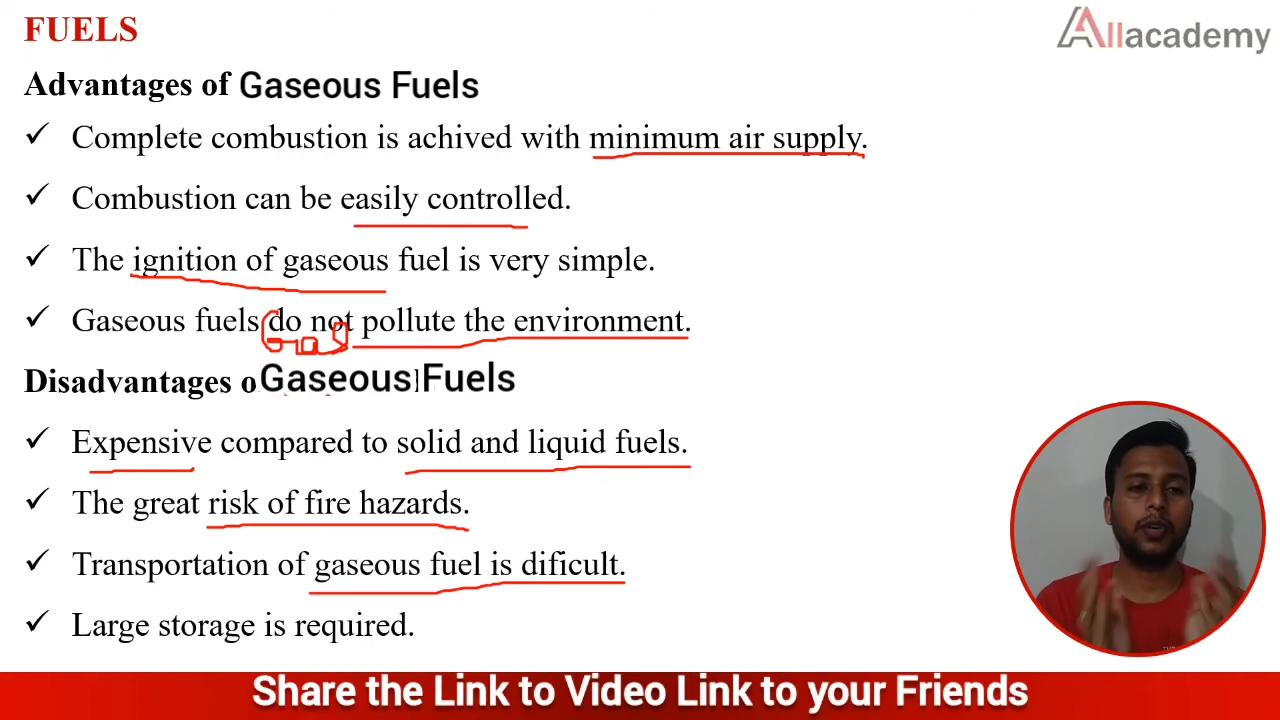 FUELS
Allacademy
Advantages of Gaseous Fuels
✓ Complete combustion is achived with minimum air supply.
✓ Combustion can be easily controlled.
✓ The ignition of gaseous fuel is very simple.
✓ Gaseous fuels do not pollute the environment.
Disadvantages o Gaseous Fuels
✓ Expensive compared to solid and liquid fuels.
✓ The great risk of fire hazards.
✓ Transportation of gaseous fuel is dificult.
✓ Large storage is required.
Share the Link to Video Link to your Friends